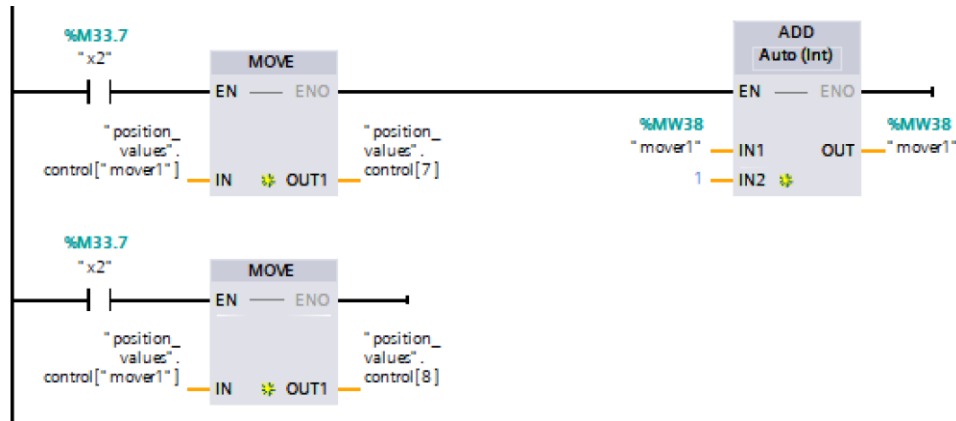 %M33.7
"x2"
MOVE
EN ENO
"position_
values".
control["mover1"]
IN OUT1
"position_
values".
control[7]
ADD
Auto (Int)
EN ENO
%MW38
"mover1"
IN1 OUT
%MW38
"mover1"
1
IN2
%M33.7
"x2"
MOVE
EN ENO
"position_
values".
control["mover1"]
IN OUT1
"position_
values".
control[8]